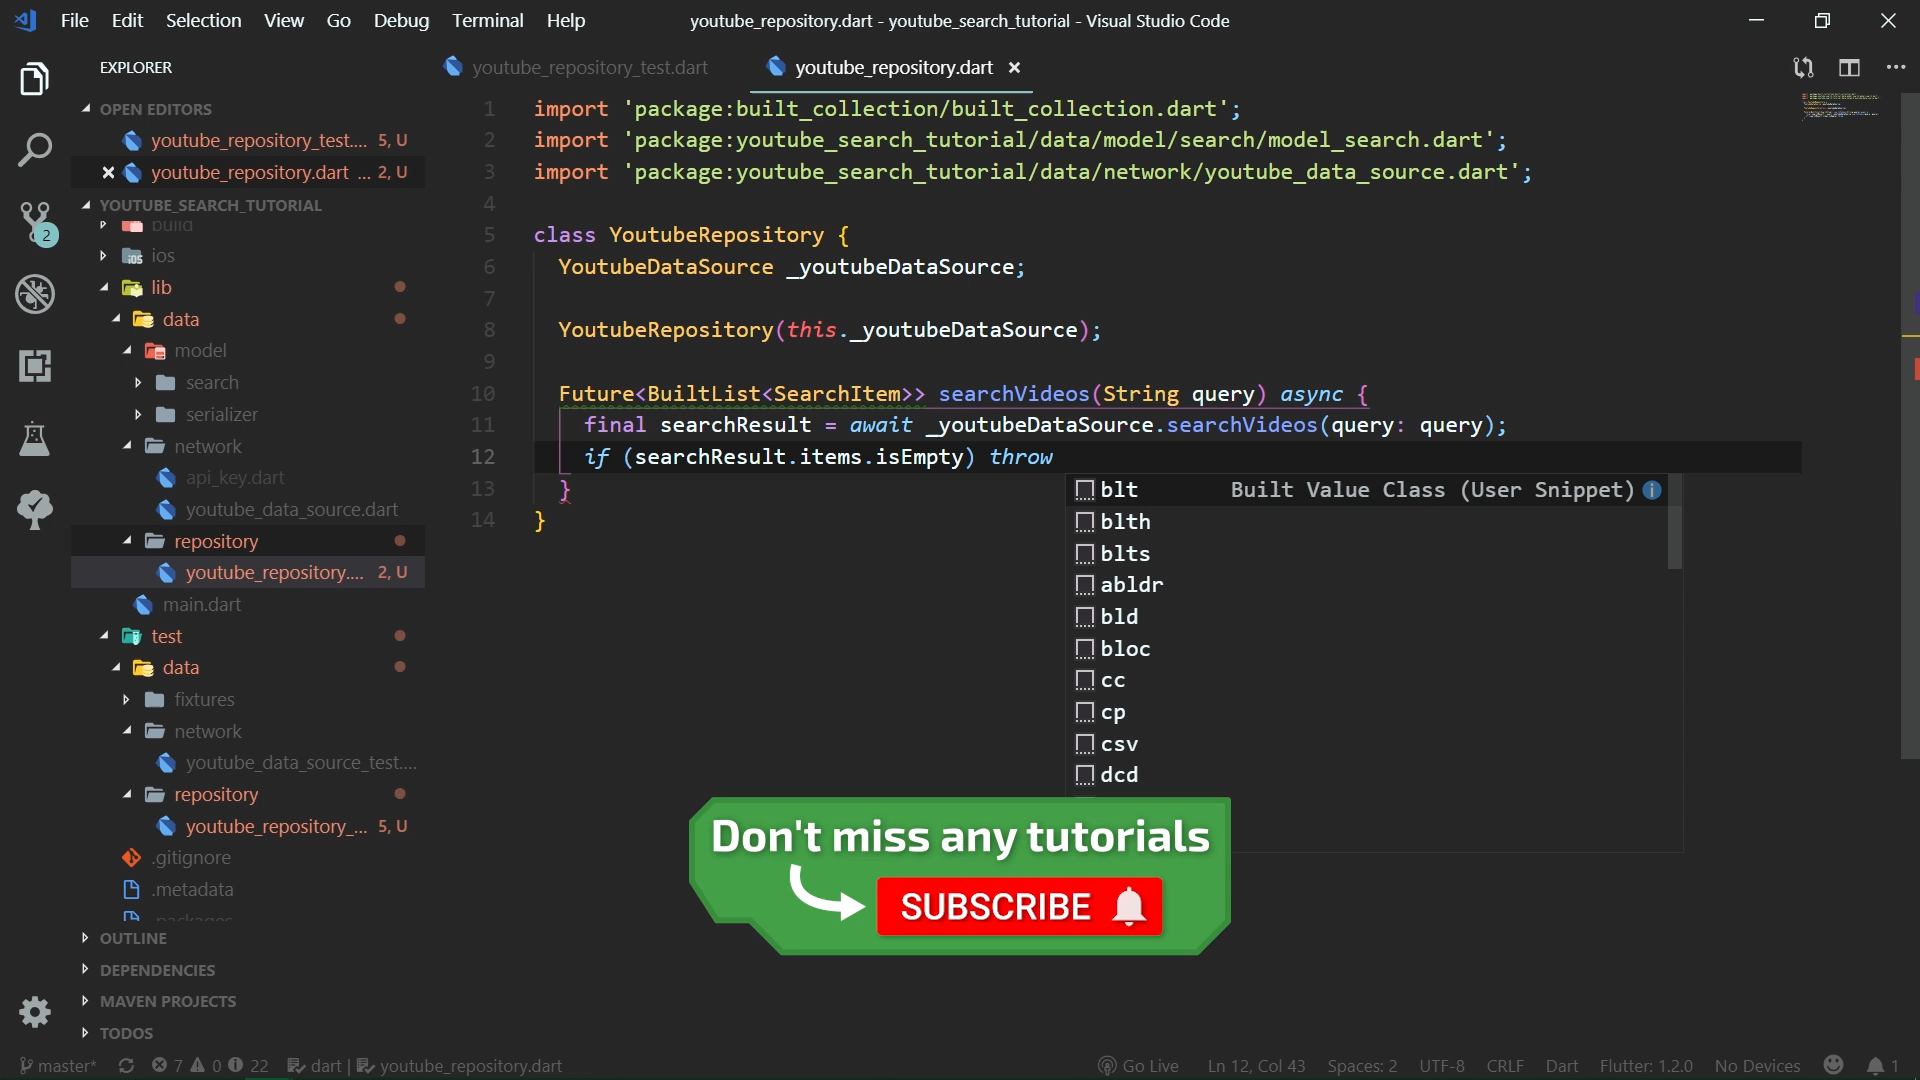 File Edit Selection View Go Debug Terminal Help
youtube_repository.dart - youtube_search_tutorial - Visual Studio Code
EXPLORER
OPEN EDITORS
youtube_repository_test.... 5, U
youtube_repository.dart ... 2, U
YOUTUBE_SEARCH_TUTORIAL
build
ios
lib
data
model
search
serializer
network
api_key.dart
youtube_data_source.dart
repository
youtube_repository.... 2, U
main.dart
test
data
fixtures
network
youtube_data_source_test....
repository
youtube_repository_... 5, U
.gitignore
.metadata
.packages
OUTLINE
DEPENDENCIES
MAVEN PROJECTS
TODOS
2
youtube_repository_test.dart
youtube_repository.dart
1 import 'package:built_collection/built_collection.dart';
2 import 'package:youtube_search_tutorial/data/model/search/model_search.dart';
3 import 'package:youtube_search_tutorial/data/network/youtube_data_source.dart';
4
5 class YoutubeRepository {
6 YoutubeDataSource _youtubeDataSource;
7
8 YoutubeRepository(this._youtubeDataSource);
9
10 Future<BuiltList<SearchItem>> searchVideos(String query) async {
11 final searchResult = await _youtubeDataSource.searchVideos(query: query);
12 if (searchResult.items.isEmpty) throw
13 }
14 }
blt Built Value Class (User Snippet)
blth
blts
abldr
bld
bloc
cc
cp
csv
dcd
Don't miss any tutorials
SUBSCRIBE
master* 7 0 22 dart | youtube_repository.dart
Go Live Ln 12, Col 43 Spaces: 2 UTF-8 CRLF Dart Flutter: 1.2.0 No Devices 1